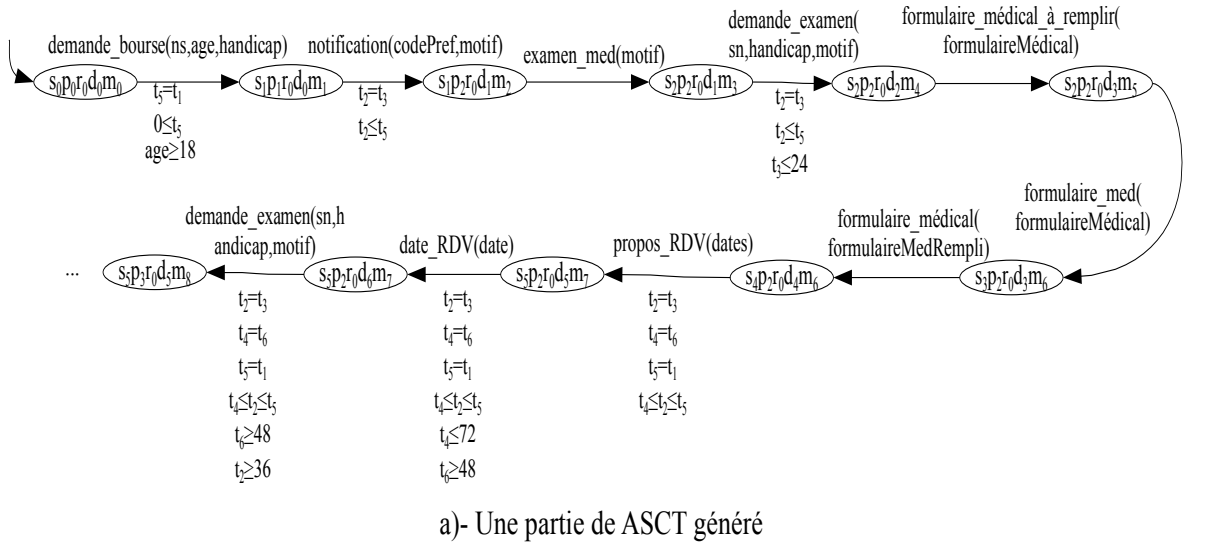 demande_bourse(ns,age,handicap)
notification(codePref,motif)
examen_med(motif)
demande_examen(
sn,handicap,motif)
formulaire_médical_à_remplir(
formulaireMédical)
s₀p₀r₀d₀m₀
s₁p₁r₀d₀m₁
s₁p₂r₀d₁m₂
s₂p₂r₀d₁m₃
s₂p₂r₀d₂m₄
s₂p₂r₀d₃m₅
t₅=t₁
0≤t₅
age≥18
t₂=t₃
t₂≤t₅
t₂=t₃
t₂≤t₅
t₃≤24
formulaire_med(
formulaireMédical)
formulaire_médical(
formulaireMedRempli)
propos_RDV(dates)
date_RDV(date)
demande_examen(sn,h
andicap,motif)
... s₅p₃r₀d₅m₈
s₅p₂r₀d₆m₇
s₅p₂r₀d₅m₇
s₄p₂r₀d₄m₆
s₃p₂r₀d₃m₆
t₂=t₃
t₄=t₆
t₅=t₁
t₄≤t₂≤t₅
t₆≥48
t₂≥36
t₂=t₃
t₄=t₆
t₅=t₁
t₄≤t₂≤t₅
t₄≤72
t₆≥48
t₂=t₃
t₄=t₆
t₅=t₁
t₄≤t₂≤t₅
a)- Une partie de ASCT généré